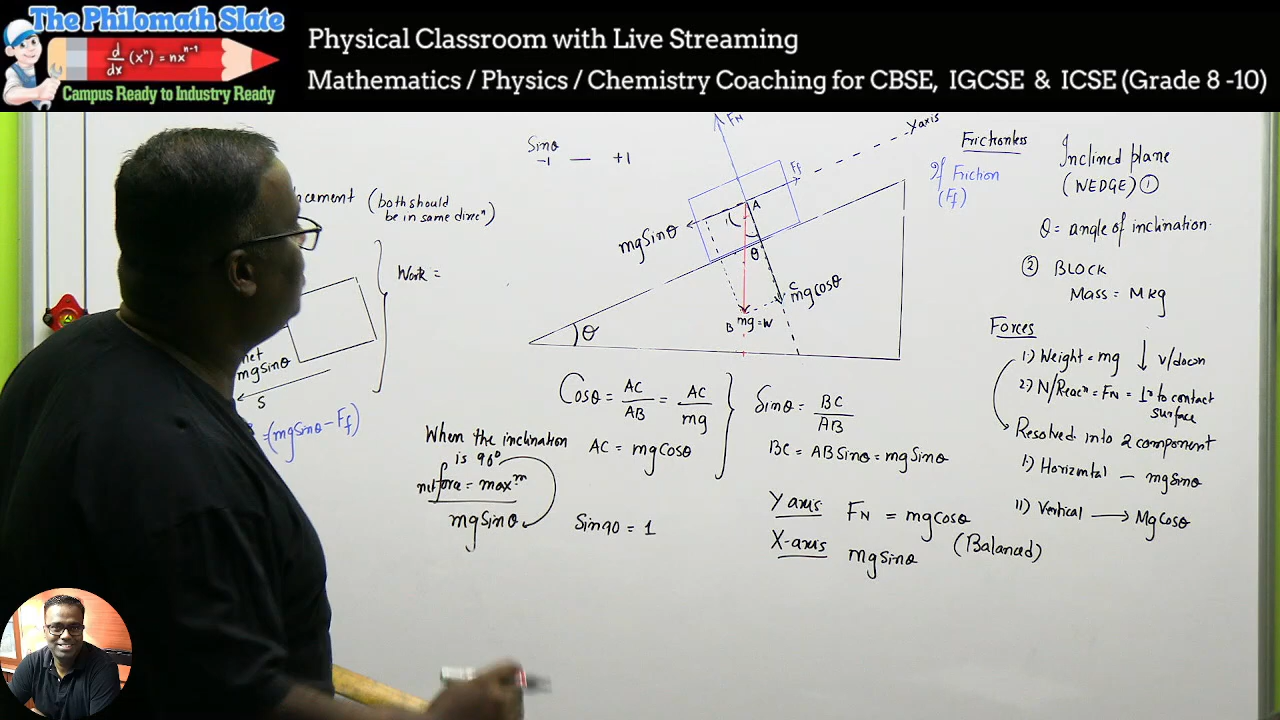 The Philomath Slate
d/dx (xⁿ) = nxⁿ⁻¹
Campus Ready to Industry Ready
Physical Classroom with Live Streaming
Mathematics / Physics / Chemistry Coaching for CBSE, IGCSE & ICSE (Grade 8 -10)
Sinθ
-1 — +1
cement (both should
be in same direcⁿ)
Work =
mgSinθ
S
=(mgSinθ - Ff)
FN
Y axis
Ff
A
mgSinθ
θ
C
mgcosθ
B mg=W
θ
Cosθ = AC/AB = AC/mg
AC = mgCosθ
Sinθ = BC/AB
BC = ABSinθ = mgSinθ
When the inclination
is 90°
netforce = maxᵐ
mgSinθ
Sin90 = 1
Y axis FN = mgcosθ
X-axis mgsinθ (Balanced)
Frictionless
If Friction
(Ff)
Inclined plane
(WEDGE) ①
θ = angle of inclination.
② BLOCK
Mass = M kg
Forces
1.) Weight = mg ↓ v/down
2.) N/Reacⁿ = FN = ⊥r to contact
surface
Resolved into 2 component
1) Horizontal — mgsinθ
11) Vertical → MgCosθ